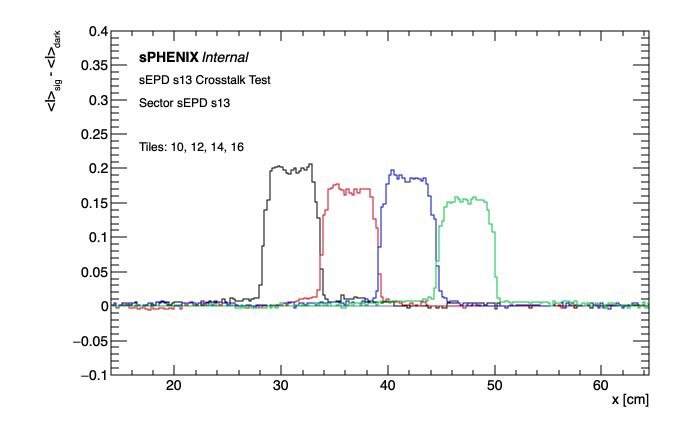 <I>sig - <I>dark
0.4
0.35
0.3
0.25
0.2
0.15
0.1
0.05
0
−0.05
−0.1
sPHENIX Internal
sEPD s13 Crosstalk Test
Sector sEPD s13
Tiles: 10, 12, 14, 16
20 30 40 50 60
x [cm]